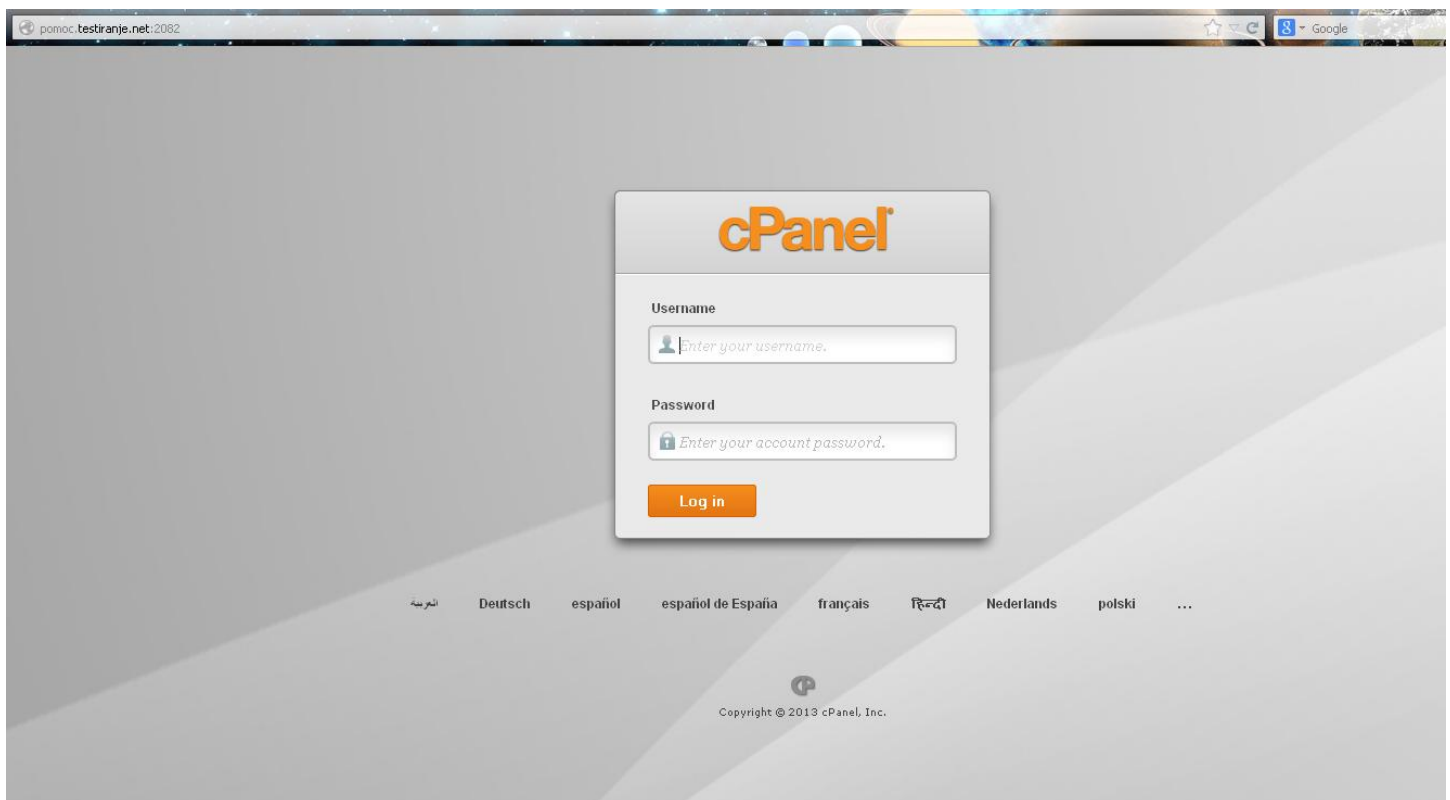 pomoc.testiranje.net:2082
Google
cPanel®
Username
Enter your username.
Password
Enter your account password.
Log in
العربية Deutsch español español de España français हिन्दी Nederlands polski ...
Copyright © 2013 cPanel, Inc.